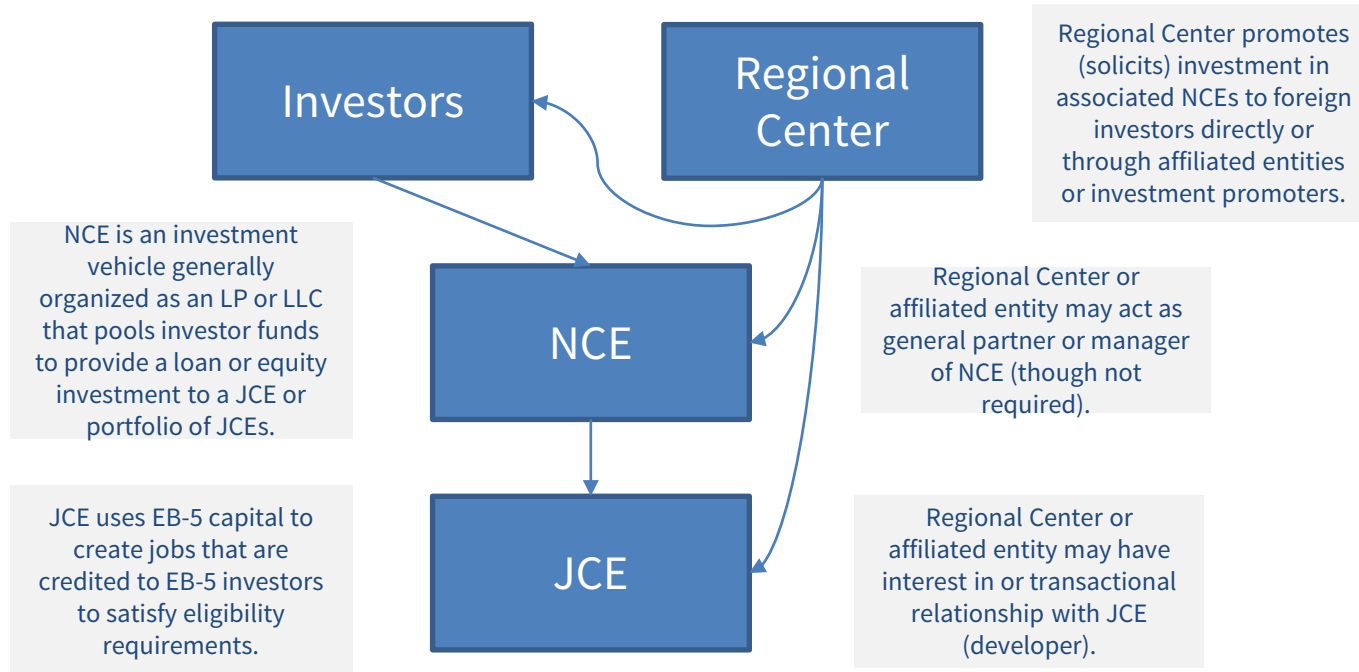 Investors
Regional
Center
Regional Center promotes
(solicits) investment in
associated NCEs to foreign
investors directly or
through affiliated entities
or investment promoters.
NCE is an investment
vehicle generally
organized as an LP or LLC
that pools investor funds
to provide a loan or equity
investment to a JCE or
portfolio of JCEs.
NCE
Regional Center or
affiliated entity may act as
general partner or manager
of NCE (though not
required).
JCE uses EB-5 capital to
create jobs that are
credited to EB-5 investors
to satisfy eligibility
requirements.
JCE
Regional Center or
affiliated entity may have
interest in or transactional
relationship with JCE
(developer).